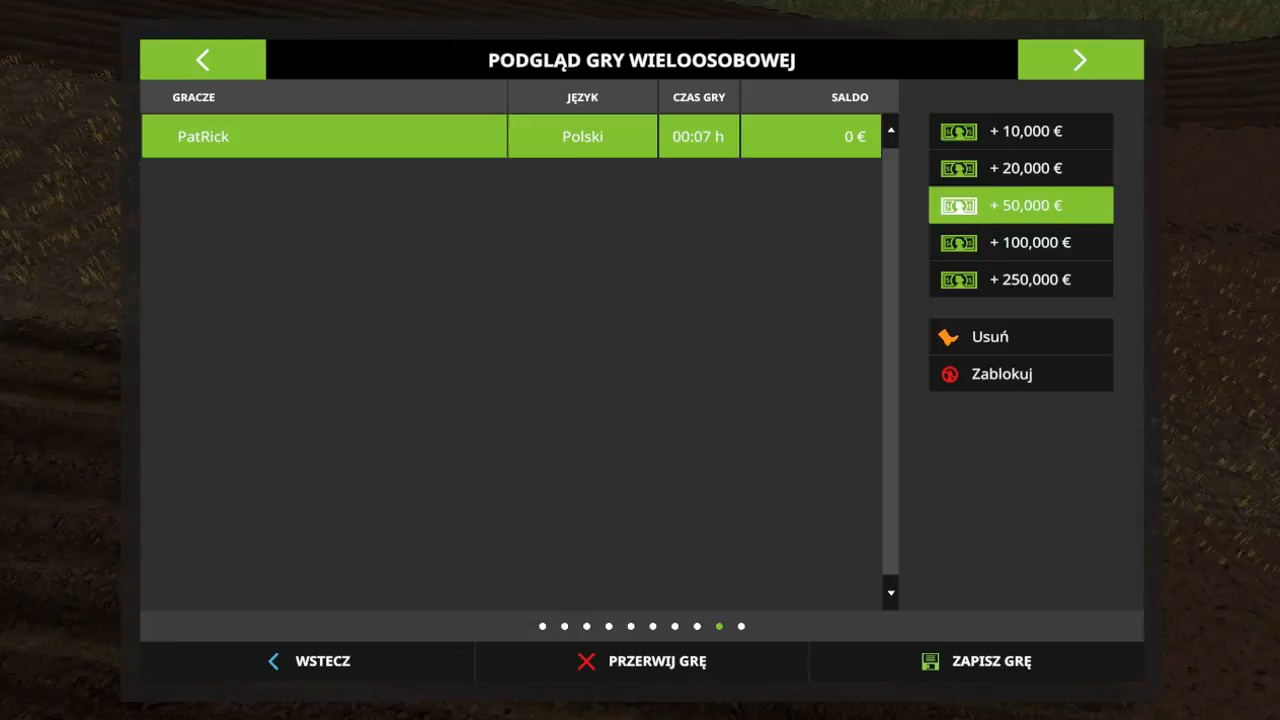 PODGLĄD GRY WIELOOSOBOWEJ
GRACZE JĘZYK CZAS GRY SALDO
PatRick Polski 00:07 h 0 €
+ 10,000 €
+ 20,000 €
+ 50,000 €
+ 100,000 €
+ 250,000 €
Usuń
Zablokuj
WSTECZ PRZERWIJ GRĘ ZAPISZ GRĘ